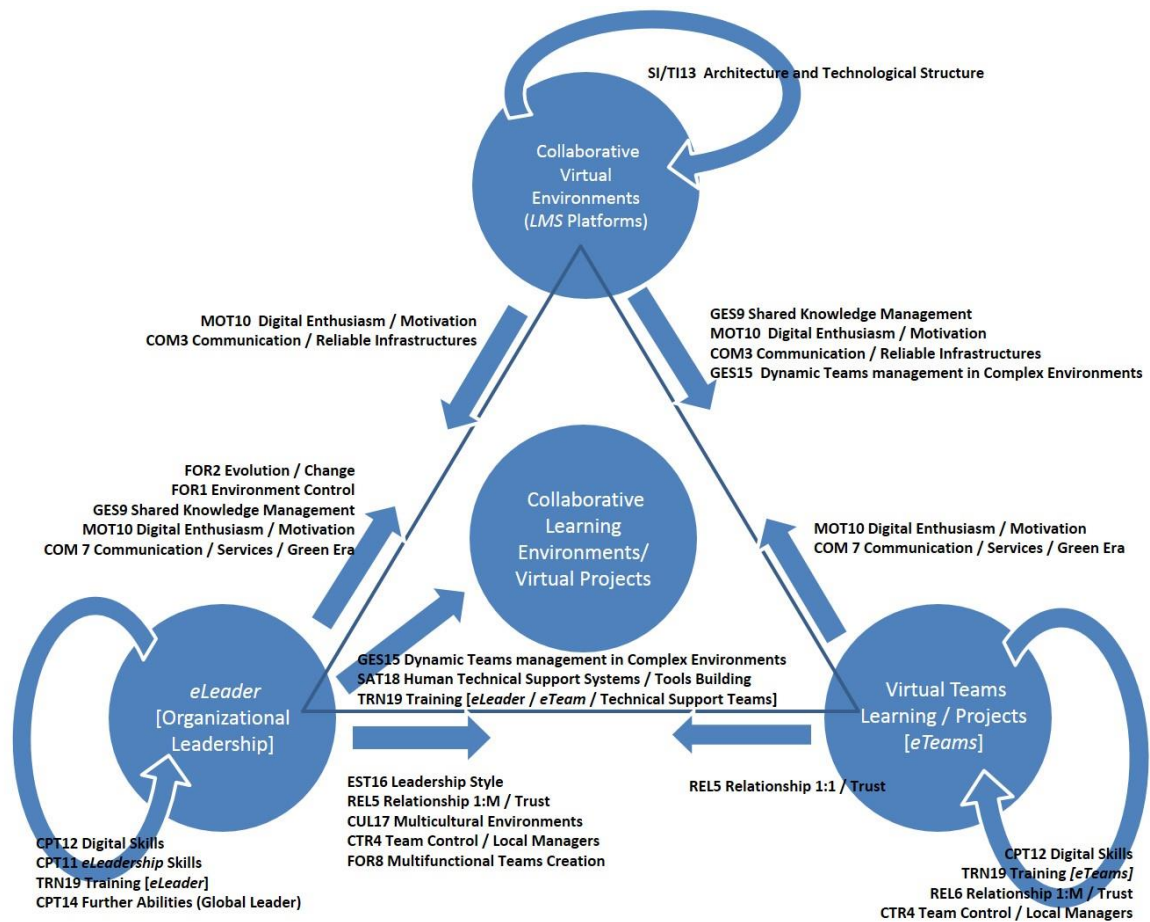 SI/TI13 Architecture and Technological Structure
Collaborative
Virtual
Environments
(LMS Platforms)
MOT10 Digital Enthusiasm / Motivation
COM3 Communication / Reliable Infrastructures
GES9 Shared Knowledge Management
MOT10 Digital Enthusiasm / Motivation
COM3 Communication / Reliable Infrastructures
GES15 Dynamic Teams management in Complex Environments
FOR2 Evolution / Change
FOR1 Environment Control
GES9 Shared Knowledge Management
MOT10 Digital Enthusiasm / Motivation
COM 7 Communication / Services / Green Era
Collaborative
Learning
Environments/
Virtual Projects
MOT10 Digital Enthusiasm / Motivation
COM 7 Communication / Services / Green Era
GES15 Dynamic Teams management in Complex Environments
SAT18 Human Technical Support Systems / Tools Building
TRN19 Training [eLeader / eTeam / Technical Support Teams]
eLeader
[Organizational
Leadership]
Virtual Teams
Learning / Projects
[eTeams]
EST16 Leadership Style
REL5 Relationship 1:M / Trust
CUL17 Multicultural Environments
CTR4 Team Control / Local Managers
FOR8 Multifunctional Teams Creation
REL5 Relationship 1:1 / Trust
CPT12 Digital Skills
CPT11 eLeadership Skills
TRN19 Training [eLeader]
CPT14 Further Abilities (Global Leader)
CPT12 Digital Skills
TRN19 Training [eTeams]
REL6 Relationship 1:M / Trust
CTR4 Team Control / Local Managers